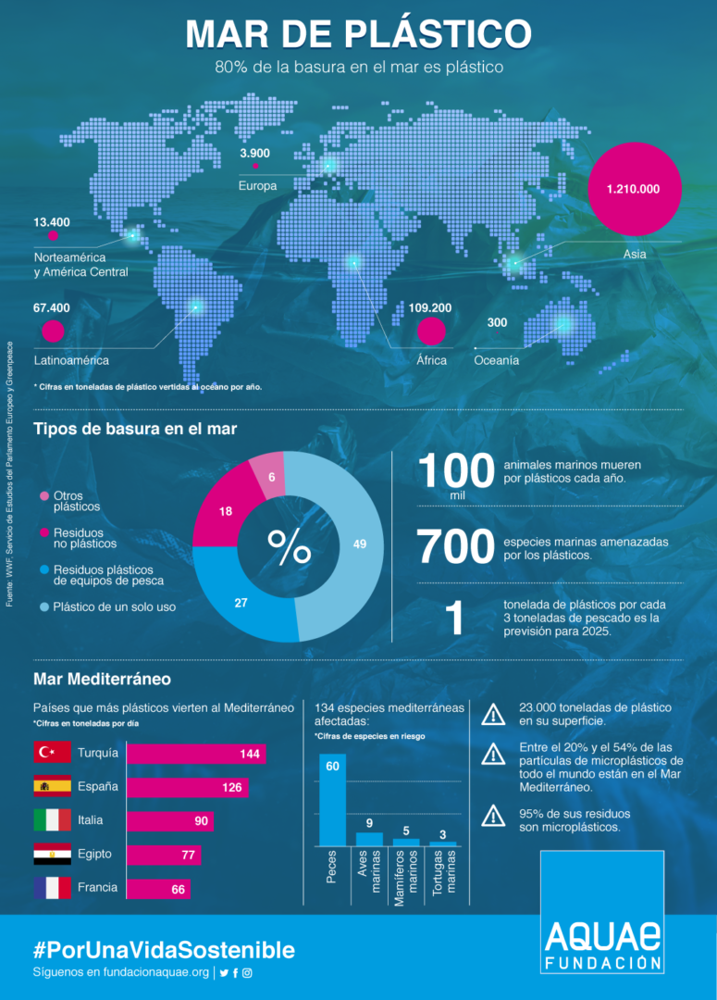 MAR DE PLÁSTICO
80% de la basura en el mar es plástico
3.900
Europa
1.210.000
Asia
13.400
Norteamérica
y América Central
67.400
Latinoamérica
109.200
África
300
Oceanía
* Cifras en toneladas de plástico vertidas al océano por año.
Fuente: WWF, Servicio de Estudios del Parlamento Europeo y Greenpeace
Tipos de basura en el mar
Otros
plásticos
Residuos
no plásticos
Residuos plásticos
de equipos de pesca
Plástico de un solo uso
6
18
%
49
27
100
mil
animales marinos mueren
por plásticos cada año.
700
especies marinas amenazadas
por los plásticos.
1
tonelada de plásticos por cada
3 toneladas de pescado es la
previsión para 2025.
Mar Mediterráneo
Países que más plásticos vierten al Mediterráneo
*Cifras en toneladas por día
Turquía
144
España
126
Italia
90
Egipto
77
Francia
66
134 especies mediterráneas
afectadas:
*Cifras de especies en riesgo
60
9
5
3
Peces
Aves
marinas
Mamíferos
marinos
Tortugas
marinas
23.000 toneladas de plástico
en su superficie.
Entre el 20% y el 54% de las
partículas de microplásticos de
todo el mundo están en el Mar
Mediterráneo.
95% de sus residuos
son microplásticos.
#PorUnaVidaSostenible
Síguenos en fundacionaquae.org
AQUAe
FUNDACIÓN